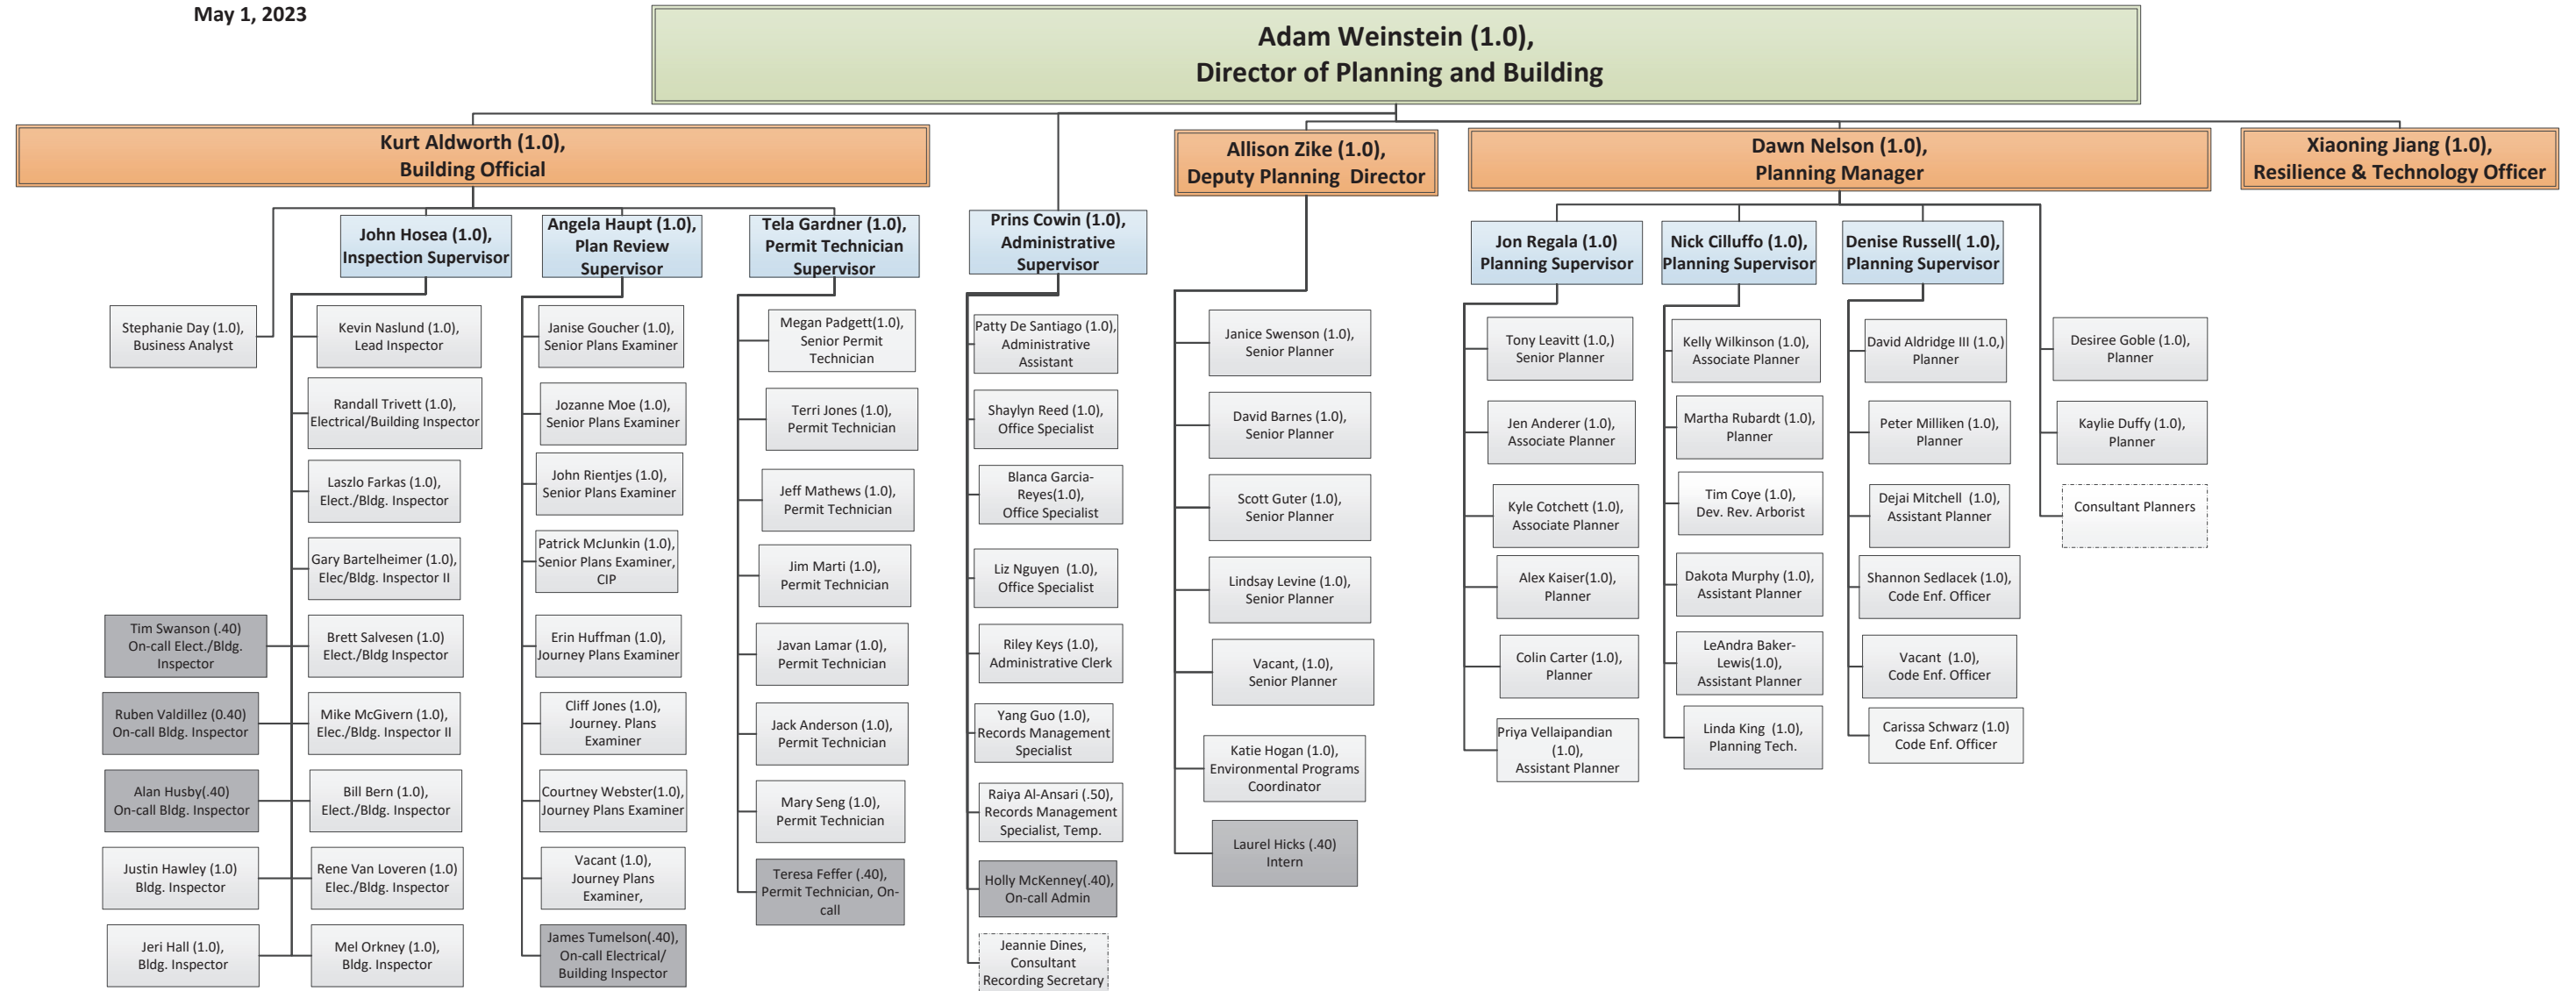 May 1, 2023
Adam Weinstein (1.0),
Director of Planning and Building
Kurt Aldworth (1.0),
Building Official
Allison Zike (1.0),
Deputy Planning  Director
Dawn Nelson (1.0),
Planning Manager
Xiaoning Jiang (1.0),
Resilience & Technology Officer
John Hosea (1.0),
Inspection Supervisor
Angela Haupt (1.0),
Plan Review
Supervisor
Tela Gardner (1.0),
Permit Technician
Supervisor
Prins Cowin (1.0),
Administrative
Supervisor
Jon Regala (1.0)
Planning Supervisor
Nick Cilluffo (1.0),
Planning Supervisor
Denise Russell( 1.0),
Planning Supervisor
Stephanie Day (1.0),
Business Analyst
Tim Swanson (.40)
On-call Elect./Bldg.
Inspector
Ruben Valdillez (0.40)
On-call Bldg. Inspector
Alan Husby(.40)
On-call Bldg. Inspector
Justin Hawley (1.0)
Bldg. Inspector
Jeri Hall (1.0),
Bldg. Inspector
Kevin Naslund (1.0),
Lead Inspector
Randall Trivett (1.0),
Electrical/Building Inspector
Laszlo Farkas (1.0),
Elect./Bldg. Inspector
Gary Bartelheimer (1.0),
Elec/Bldg. Inspector II
Brett Salvesen (1.0)
Elect./Bldg Inspector
Mike McGivern (1.0),
Elec./Bldg. Inspector II
Bill Bern (1.0),
Elect./Bldg. Inspector
Rene Van Loveren (1.0)
Elec./Bldg. Inspector
Mel Orkney (1.0),
Bldg. Inspector
Janise Goucher (1.0),
Senior Plans Examiner
Jozanne Moe (1.0),
Senior Plans Examiner
John Rientjes (1.0),
Senior Plans Examiner
Patrick McJunkin (1.0),
Senior Plans Examiner,
CIP
Erin Huffman (1.0),
Journey Plans Examiner
Cliff Jones (1.0),
Journey. Plans
Examiner
Courtney Webster(1.0),
Journey Plans Examiner
Vacant (1.0),
Journey Plans
Examiner,
James Tumelson(.40),
On-call Electrical/
Building Inspector
Megan Padgett(1.0),
Senior Permit
Technician
Terri Jones (1.0),
Permit Technician
Jeff Mathews (1.0),
Permit Technician
Jim Marti (1.0),
Permit Technician
Javan Lamar (1.0),
Permit Technician
Jack Anderson (1.0),
Permit Technician
Mary Seng (1.0),
Permit Technician
Teresa Feffer (.40),
Permit Technician, On-
call
Patty De Santiago (1.0),
Administrative
Assistant
Shaylyn Reed (1.0),
Office Specialist
Blanca Garcia-
Reyes(1.0),
Office Specialist
Liz Nguyen  (1.0),
Office Specialist
Riley Keys (1.0),
Administrative Clerk
Yang Guo (1.0),
Records Management
Specialist
Raiya Al-Ansari (.50),
Records Management
Specialist, Temp.
Holly McKenney(.40),
On-call Admin
Jeannie Dines,
Consultant
Recording Secretary
Janice Swenson (1.0),
Senior Planner
David Barnes (1.0),
Senior Planner
Scott Guter (1.0),
Senior Planner
Lindsay Levine (1.0),
Senior Planner
Vacant, (1.0),
Senior Planner
Katie Hogan (1.0),
Environmental Programs
Coordinator
Laurel Hicks (.40)
Intern
Tony Leavitt (1.0,)
Senior Planner
Jen Anderer (1.0),
Associate Planner
Kyle Cotchett (1.0),
Associate Planner
Alex Kaiser(1.0),
Planner
Colin Carter (1.0),
Planner
Priya Vellaipandian
(1.0),
Assistant Planner
Kelly Wilkinson (1.0),
Associate Planner
Martha Rubardt (1.0),
Planner
Tim Coye (1.0),
Dev. Rev. Arborist
Dakota Murphy (1.0),
Assistant Planner
LeAndra Baker-
Lewis(1.0),
Assistant Planner
Linda King  (1.0),
Planning Tech.
David Aldridge III (1.0,)
Planner
Peter Milliken (1.0),
Planner
Dejai Mitchell  (1.0),
Assistant Planner
Shannon Sedlacek (1.0),
Code Enf. Officer
Vacant  (1.0),
Code Enf. Officer
Carissa Schwarz (1.0)
Code Enf. Officer
Desiree Goble (1.0),
Planner
Kaylie Duffy (1.0),
Planner
Consultant Planners